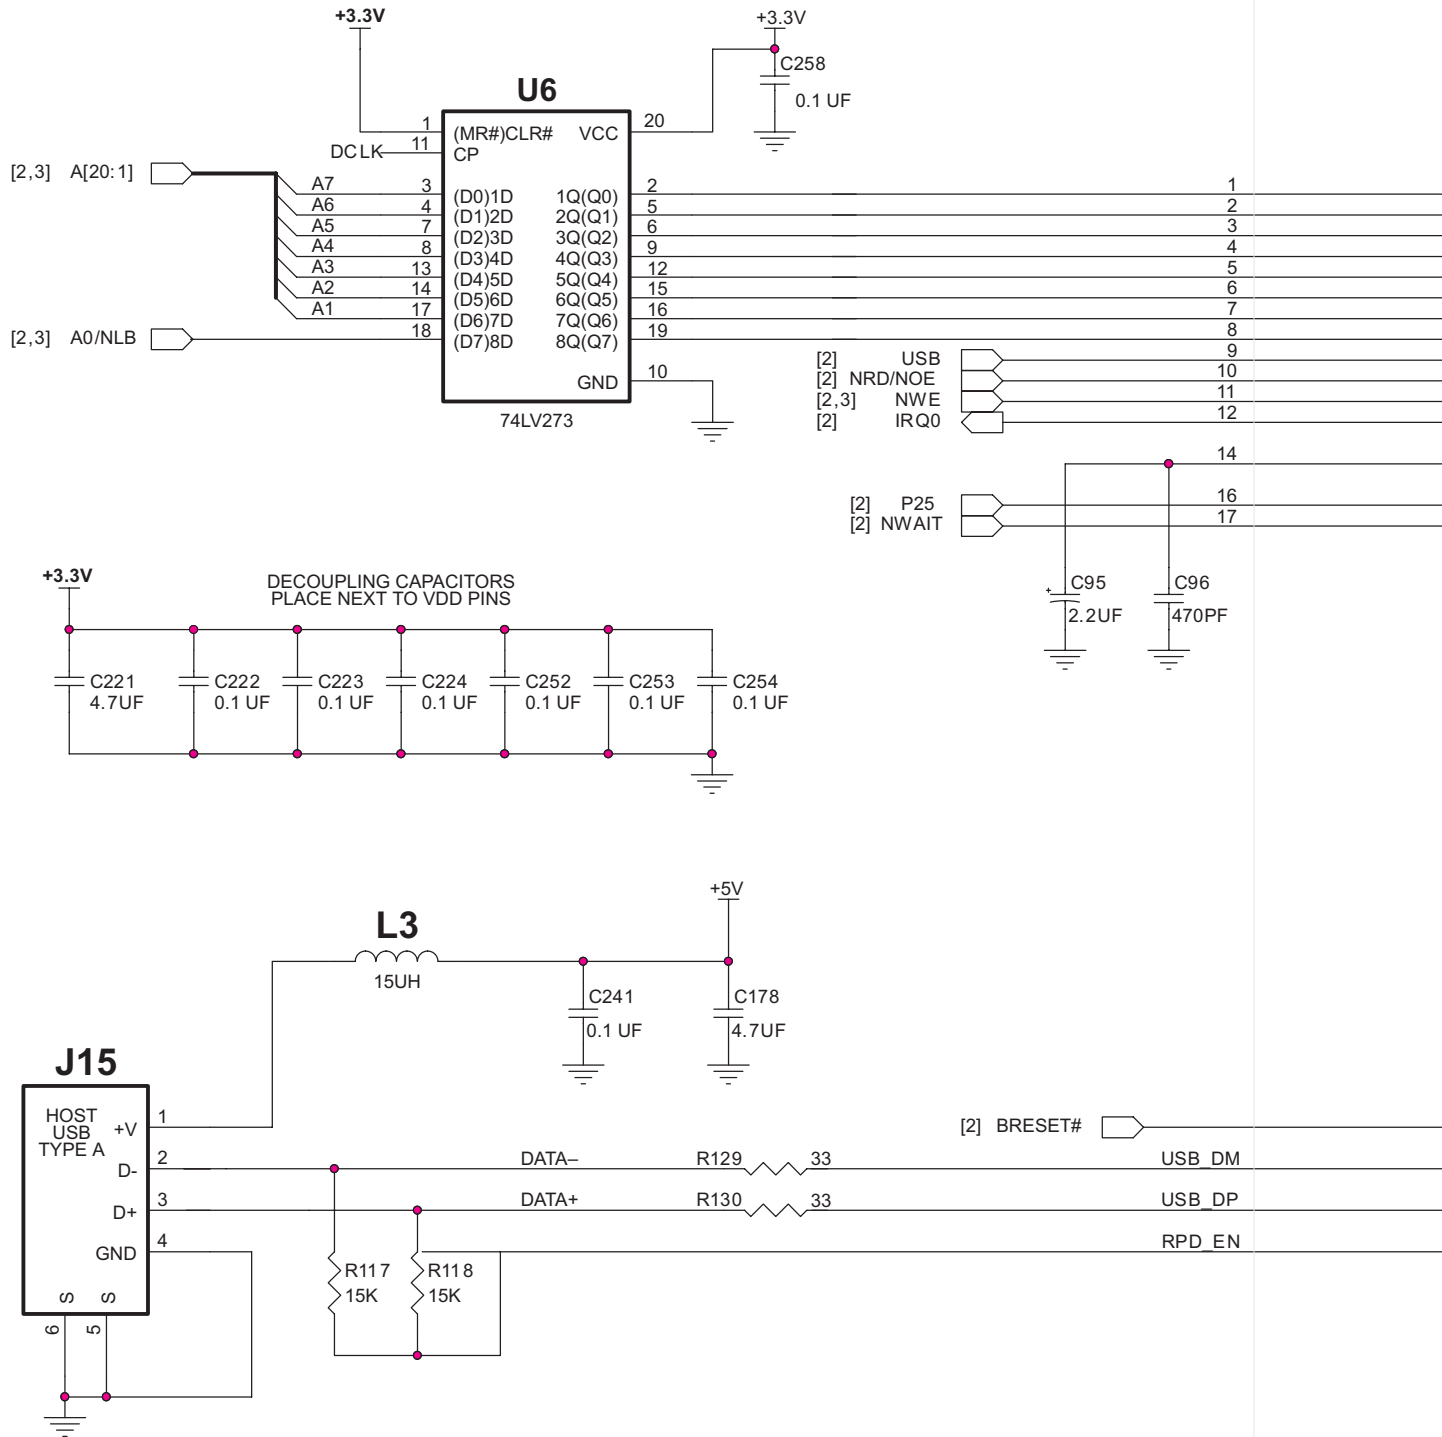 +3.3V
+3.3V
C258
0.1 UF
U6
1
(MR#)CLR#
VCC
20
DCLK
11
CP
[2,3] A[20:1]
A7
3
(D0)1D
1Q(Q0)
2
1
A6
4
(D1)2D
2Q(Q1)
5
2
A5
7
(D2)3D
3Q(Q2)
6
3
A4
8
(D3)4D
4Q(Q3)
9
4
A3
13
(D4)5D
5Q(Q4)
12
5
A2
14
(D5)6D
6Q(Q5)
15
6
A1
17
(D6)7D
7Q(Q6)
16
7
[2,3] A0/NLB
18
(D7)8D
8Q(Q7)
19
8
[2] USB
9
GND
10
[2] NRD/NOE
10
[2,3] NWE
11
74LV273
[2] IRQ0
12
14
[2] P25
16
[2] NWAIT
17
+3.3V
DECOUPLING CAPACITORS
PLACE NEXT TO VDD PINS
+
C95
2.2UF
C96
470PF
C221
4.7UF
C222
0.1 UF
C223
0.1 UF
C224
0.1 UF
C252
0.1 UF
C253
0.1 UF
C254
0.1 UF
+5V
L3
15UH
C241
0.1 UF
C178
4.7UF
J15
HOST
USB
TYPE A
+V
1
[2] BRESET#
D-
2
DATA–
R129
33
USB_DM
D+
3
DATA+
R130
33
USB_DP
GND
4
RPD_EN
R117
15K
R118
15K
S
S
6
5